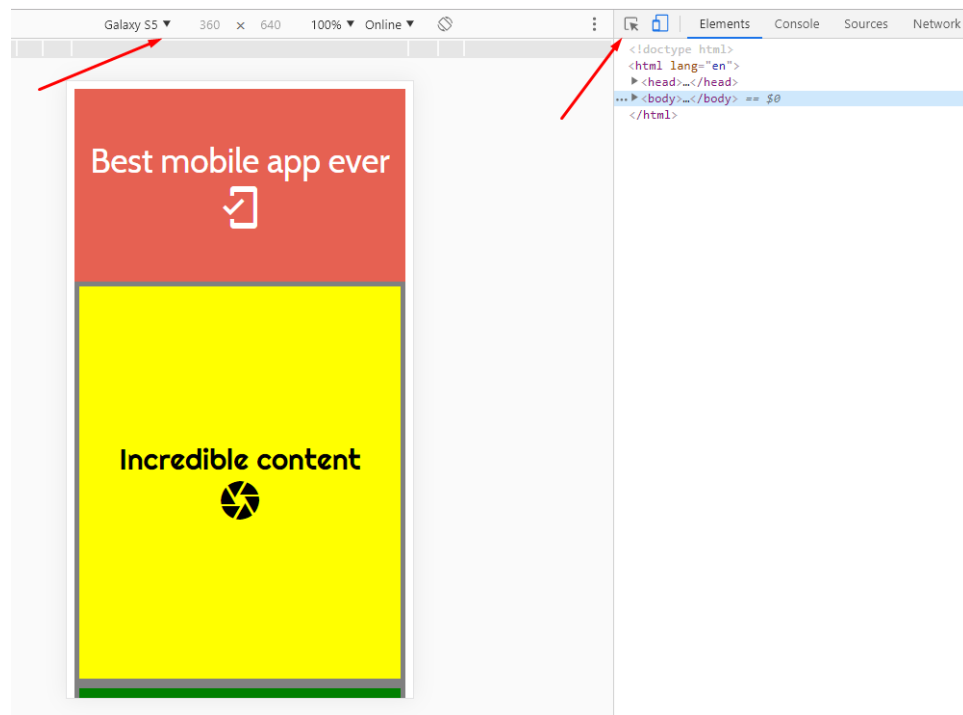 Galaxy S5 ▼ 360 × 640 100% ▼ Online ▼
Elements Console Sources Network
<!doctype html>
<html lang="en">
▶ <head>…</head>
… ▶ <body>…</body> == $0
</html>
Best mobile app ever
Incredible content